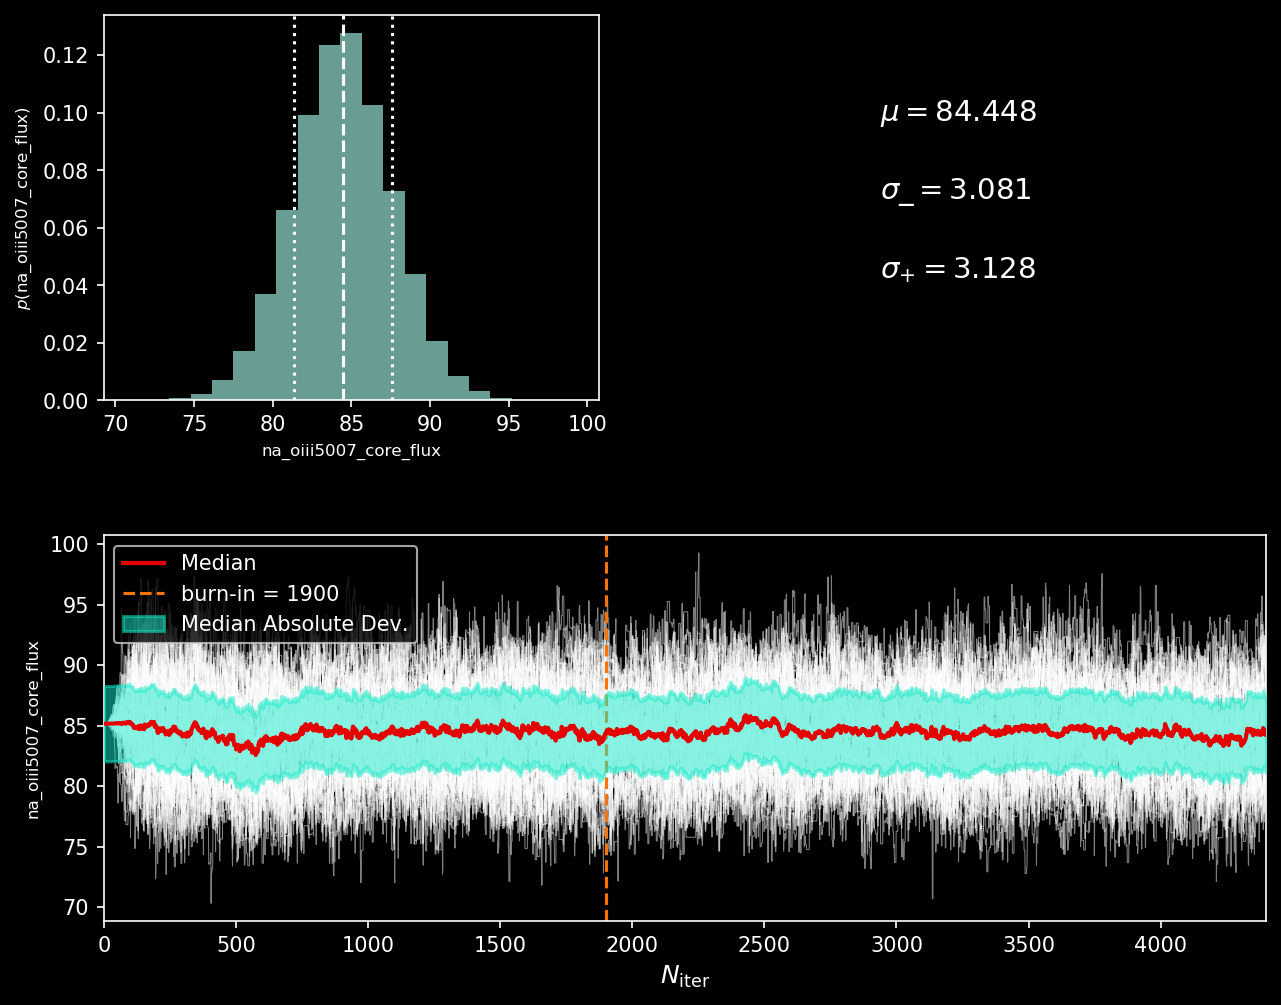 0.12
0.10
0.08
0.06
0.04
0.02
0.00
p(na_oiii5007_core_flux)
70 75 80 85 90 95 100
na_oiii5007_core_flux
μ = 84.448
σ_ = 3.081
σ+ = 3.128
100
95
90
85
80
75
70
na_oiii5007_core_flux
Median
burn-in = 1900
Median Absolute Dev.
0 500 1000 1500 2000 2500 3000 3500 4000
Niter